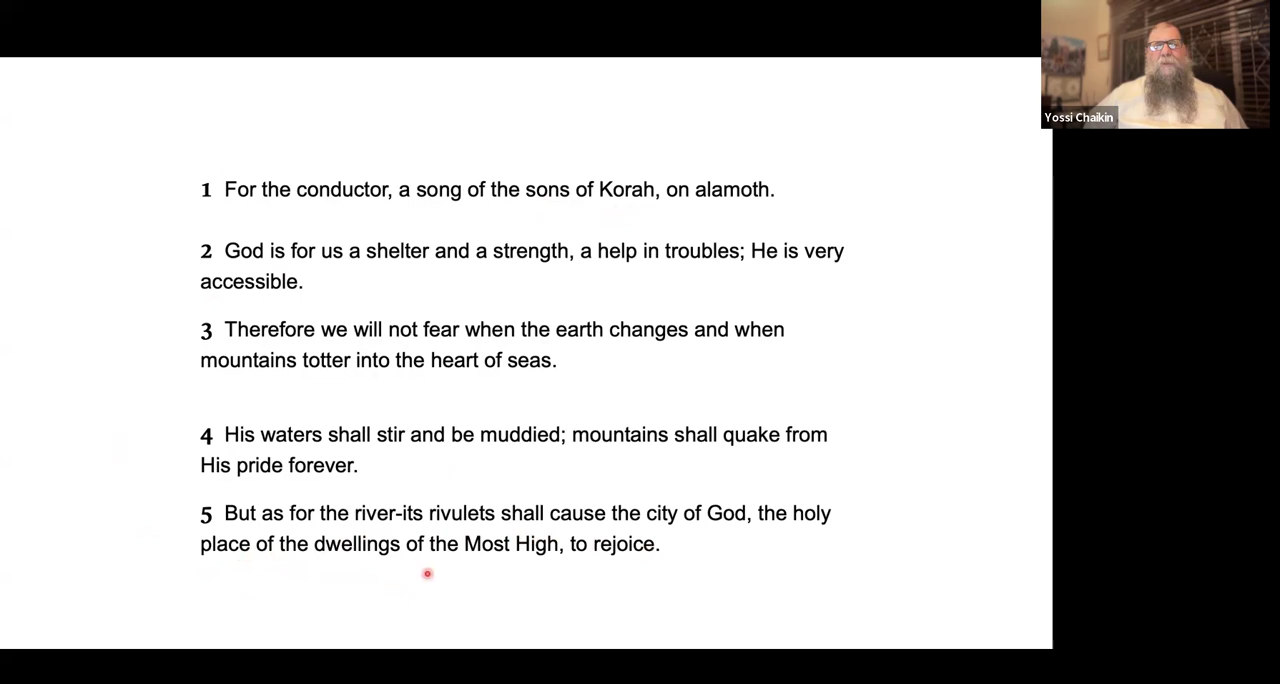 Yossi Chaikin
1 For the conductor, a song of the sons of Korah, on alamoth.
2 God is for us a shelter and a strength, a help in troubles; He is very
accessible.
3 Therefore we will not fear when the earth changes and when
mountains totter into the heart of seas.
4 His waters shall stir and be muddied; mountains shall quake from
His pride forever.
5 But as for the river-its rivulets shall cause the city of God, the holy
place of the dwellings of the Most High, to rejoice.